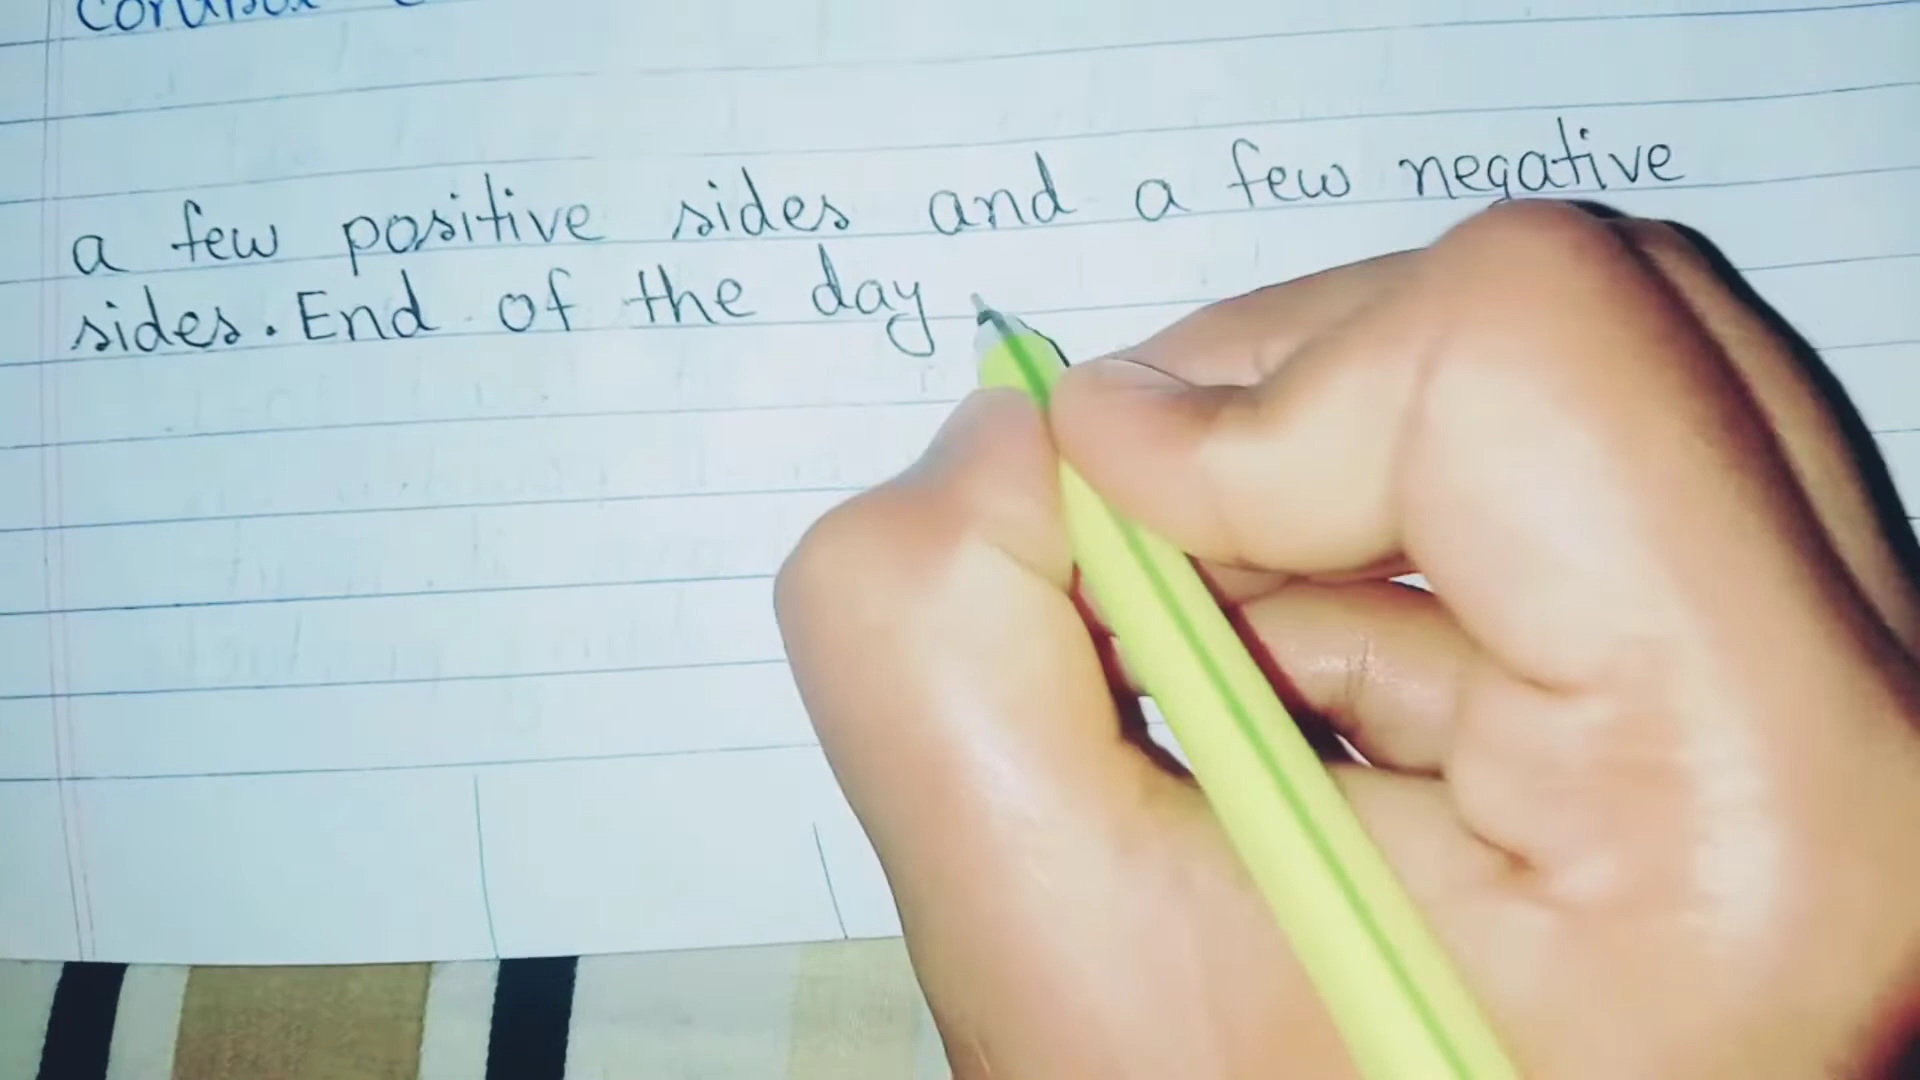 a few positive sides and a few negative
sides. End of the day